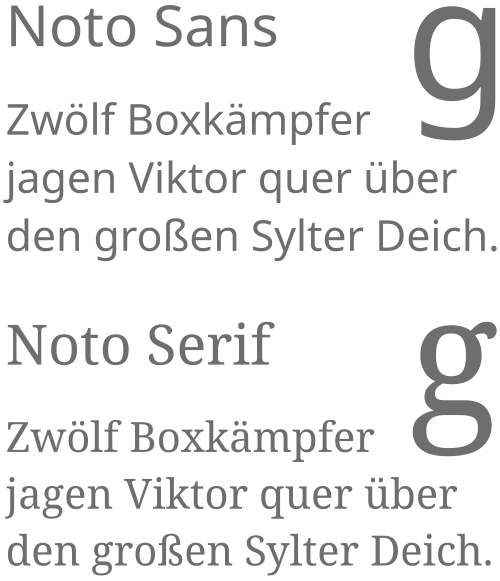 Noto Sans
g
Zwölf Boxkämpfer
jagen Viktor quer über
den großen Sylter Deich.
Noto Serif
g
Zwölf Boxkämpfer
jagen Viktor quer über
den großen Sylter Deich.